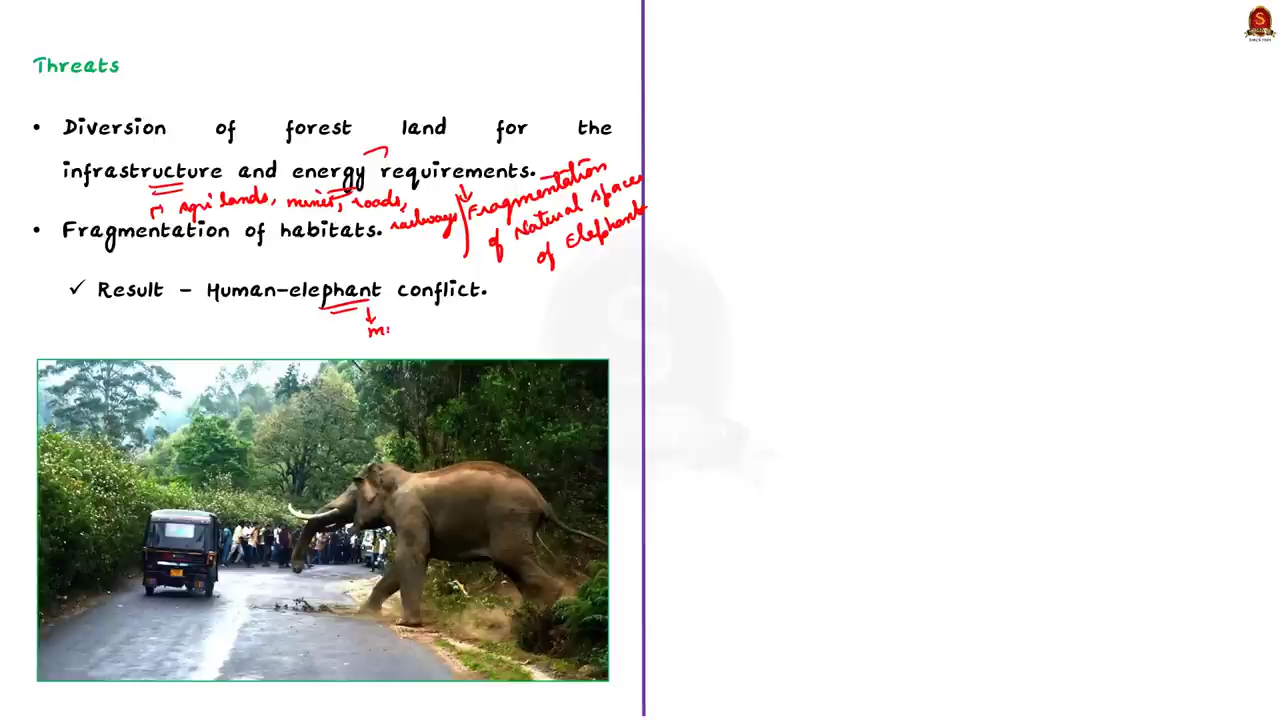 Threats
• Diversion of forest land for the
infrastructure and energy requirements.
agri lands, mines, roads,
railways
Fragmentation
of Natural spaces
of Elephants
• Fragmentation of habitats.
✓ Result - Human-elephant conflict.